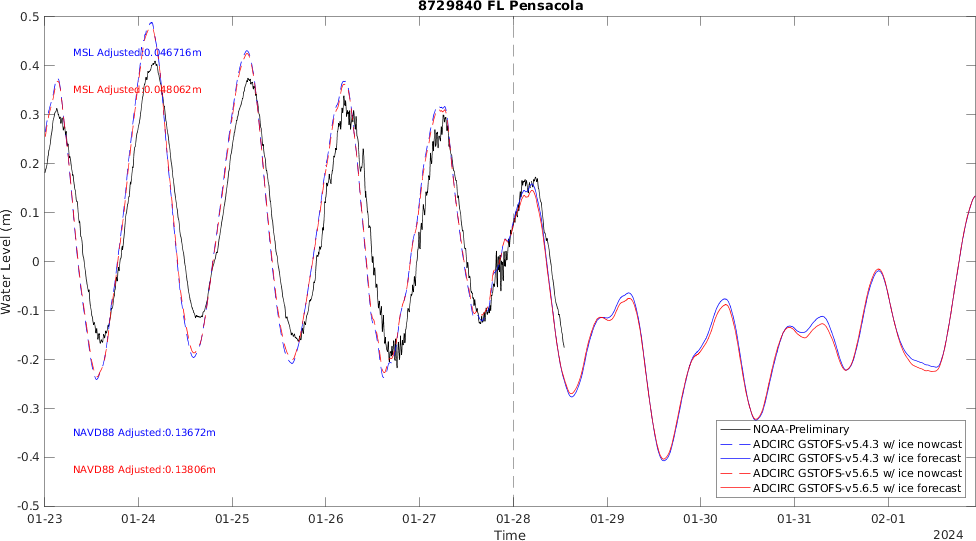 8729840 FL Pensacola
0.5
0.4
0.3
0.2
0.1
0
-0.1
-0.2
-0.3
-0.4
-0.5
Water Level (m)
MSL Adjusted:0.046716m
MSL Adjusted:0.048062m
NAVD88 Adjusted:0.13672m
NAVD88 Adjusted:0.13806m
NOAA-Preliminary
ADCIRC GSTOFS-v5.4.3 w/ ice nowcast
ADCIRC GSTOFS-v5.4.3 w/ ice forecast
ADCIRC GSTOFS-v5.6.5 w/ ice nowcast
ADCIRC GSTOFS-v5.6.5 w/ ice forecast
01-23 01-24 01-25 01-26 01-27 01-28 01-29 01-30 01-31 02-01
Time
2024